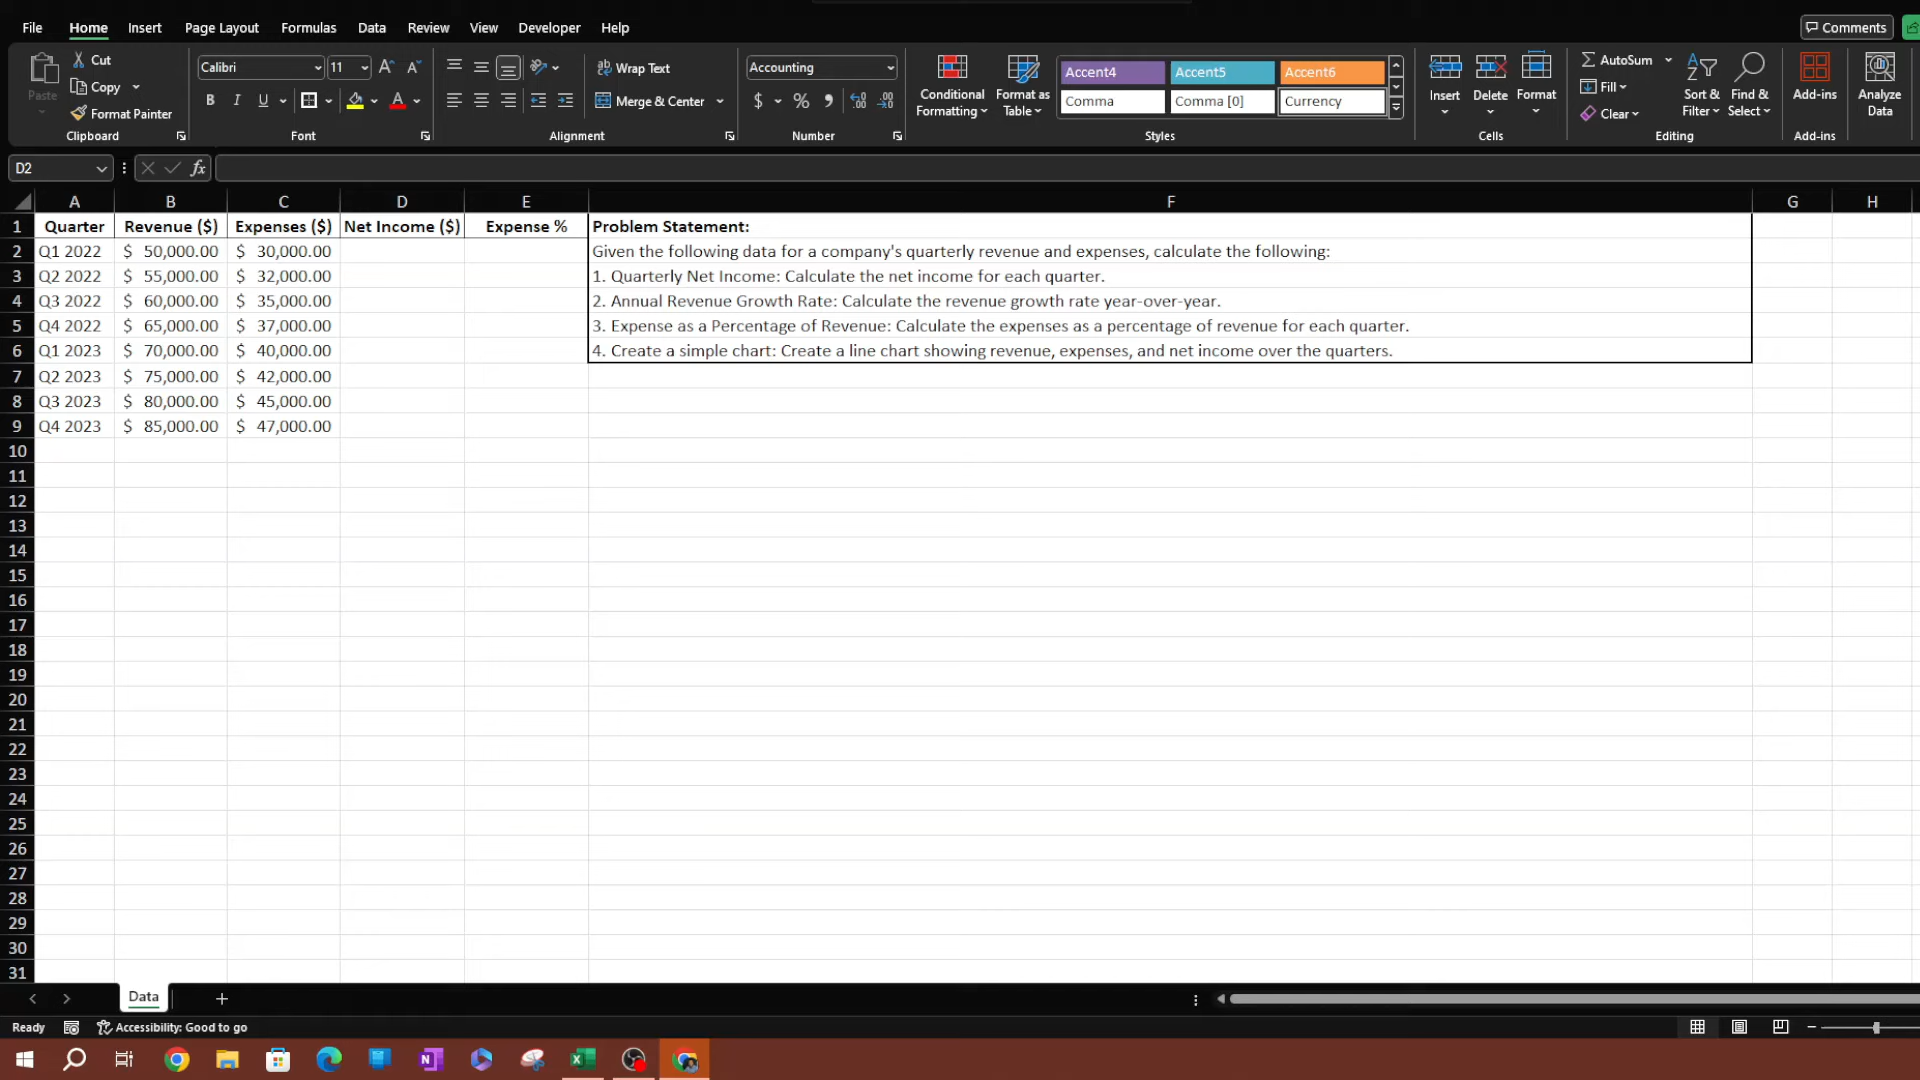 File Home Insert Page Layout Formulas Data Review View Developer Help Comments
Paste Cut Calibri 11 Wrap Text Accounting Conditional Formatting Format as Table Accent4 Accent5 Accent6 Insert Delete Format AutoSum Sort & Filter Find & Select Add-ins Analyze Data
Copy B I U Merge & Center $ % Comma Comma [0] Currency Fill
Format Painter Clear
Clipboard Font Alignment Number Styles Cells Editing Add-ins
D2 fx
A B C D E F G H
1 Quarter Revenue ($) Expenses ($) Net Income ($) Expense % Problem Statement:
2 Q1 2022 $ 50,000.00 $ 30,000.00 Given the following data for a company's quarterly revenue and expenses, calculate the following:
3 Q2 2022 $ 55,000.00 $ 32,000.00 1. Quarterly Net Income: Calculate the net income for each quarter.
4 Q3 2022 $ 60,000.00 $ 35,000.00 2. Annual Revenue Growth Rate: Calculate the revenue growth rate year-over-year.
5 Q4 2022 $ 65,000.00 $ 37,000.00 3. Expense as a Percentage of Revenue: Calculate the expenses as a percentage of revenue for each quarter.
6 Q1 2023 $ 70,000.00 $ 40,000.00 4. Create a simple chart: Create a line chart showing revenue, expenses, and net income over the quarters.
7 Q2 2023 $ 75,000.00 $ 42,000.00
8 Q3 2023 $ 80,000.00 $ 45,000.00
9 Q4 2023 $ 85,000.00 $ 47,000.00
10
11
12
13
14
15
16
17
18
19
20
21
22
23
24
25
26
27
28
29
30
31
Data
Ready Accessibility: Good to go